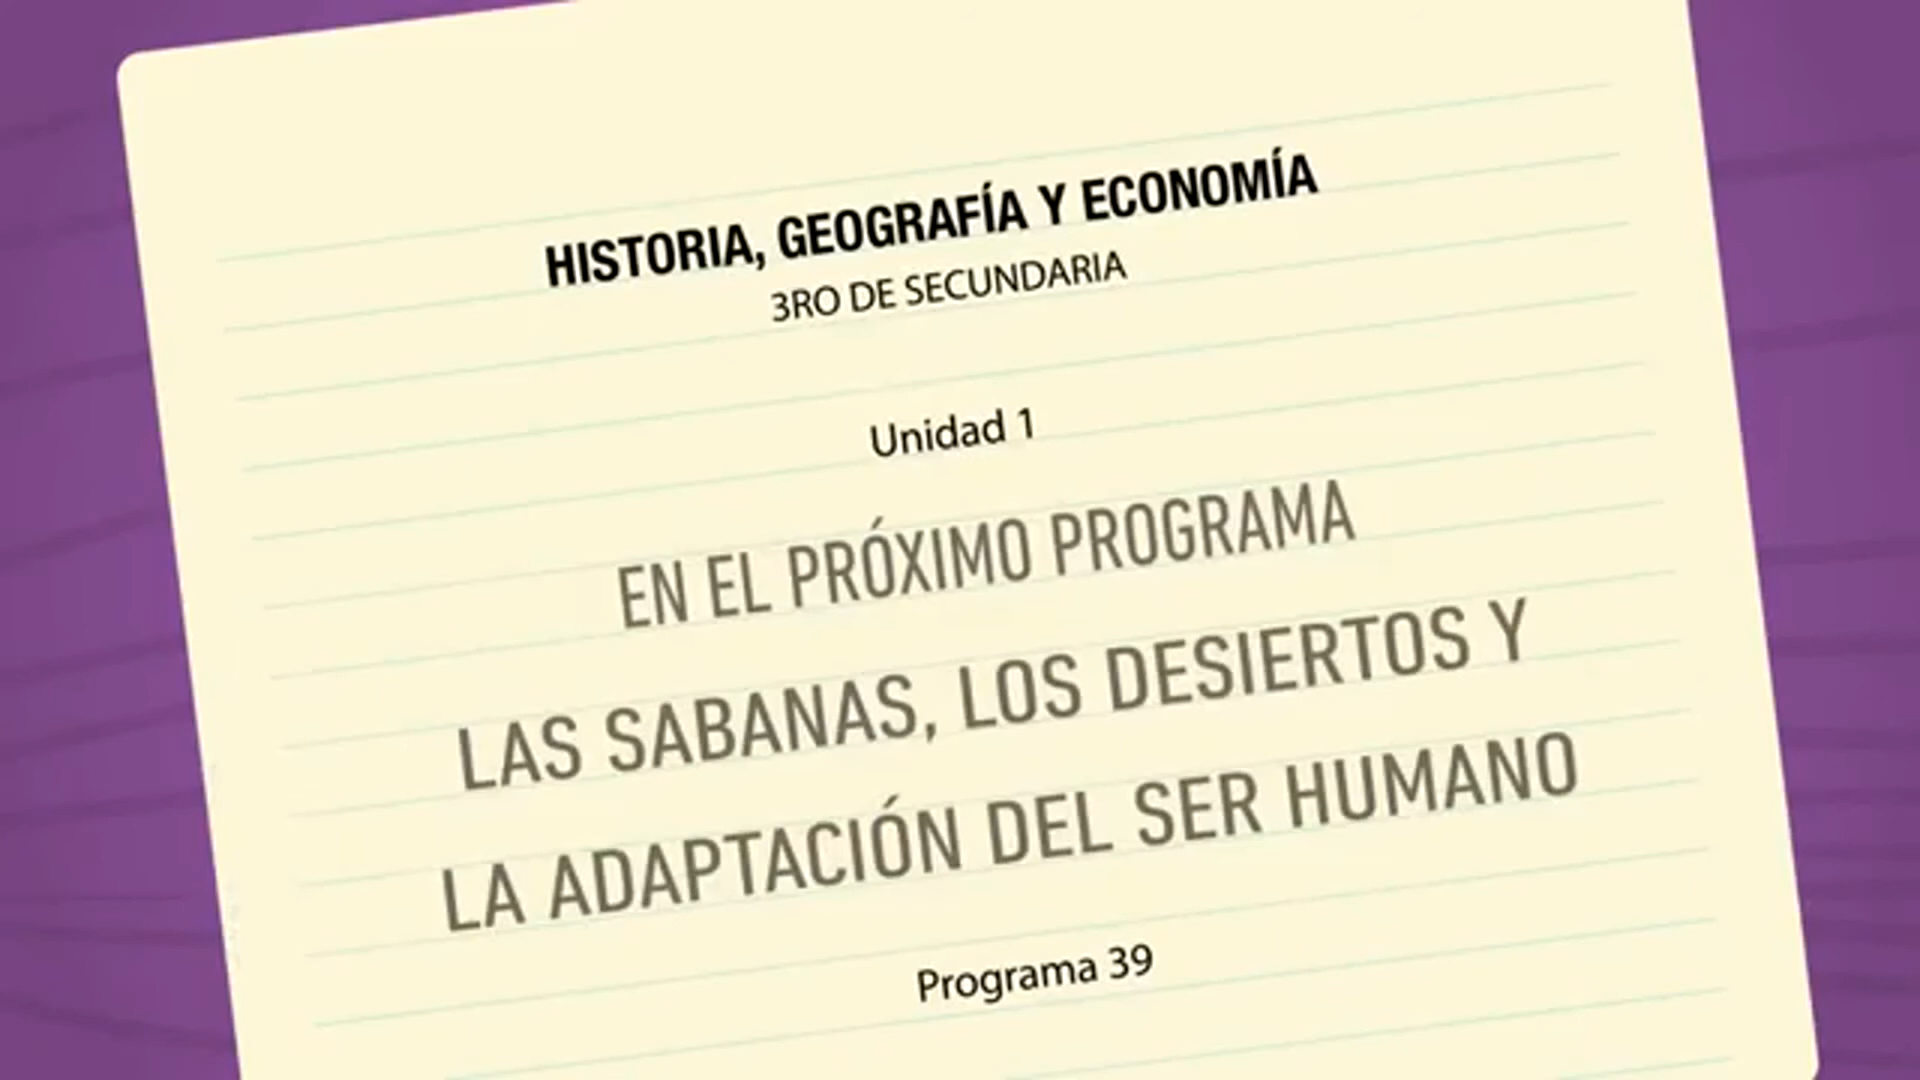 HISTORIA, GEOGRAFÍA Y ECONOMÍA
3RO DE SECUNDARIA
Unidad 1
EN EL PRÓXIMO PROGRAMA
LAS SABANAS, LOS DESIERTOS Y
LA ADAPTACIÓN DEL SER HUMANO
Programa 39